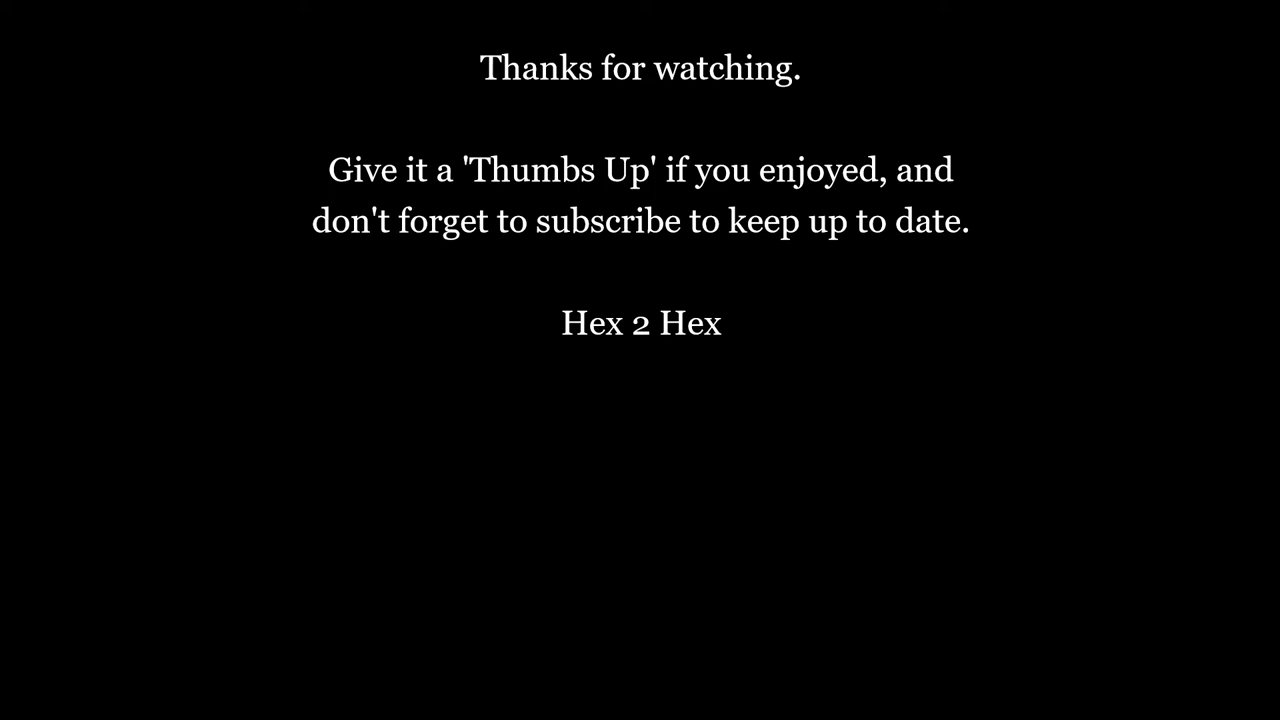 Thanks for watching.
Give it a 'Thumbs Up' if you enjoyed, and
don't forget to subscribe to keep up to date.
Hex 2 Hex